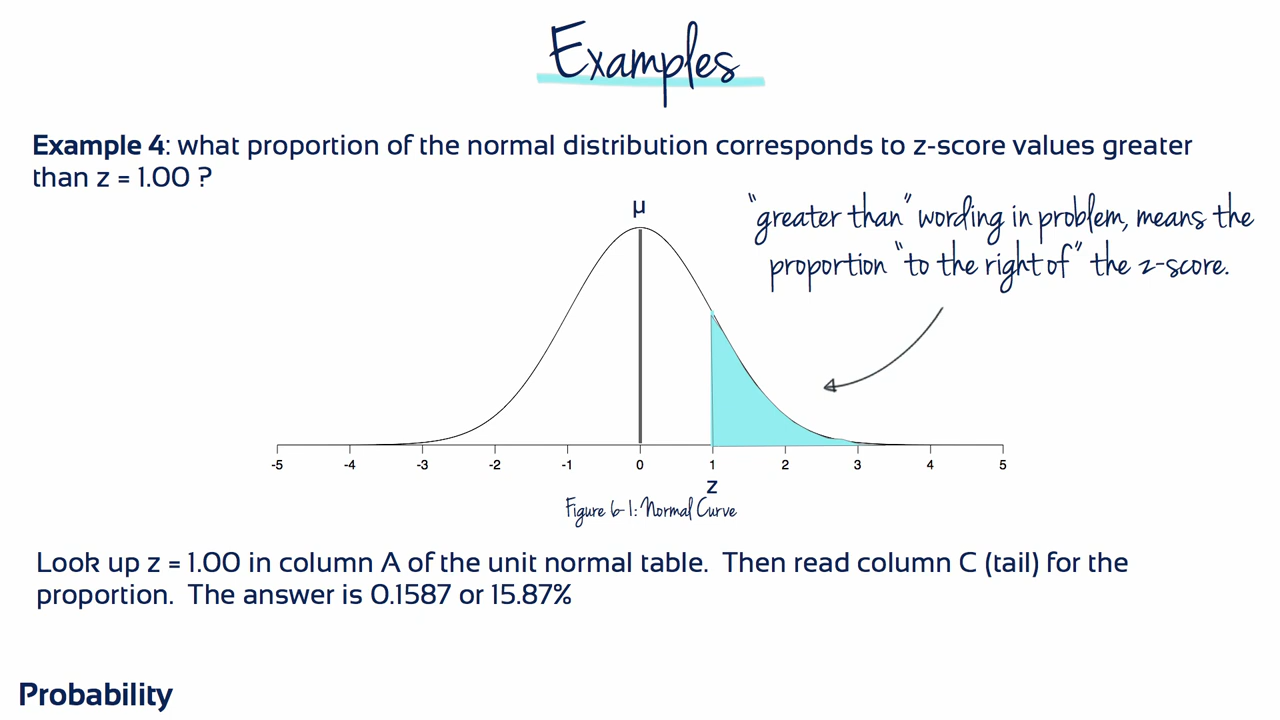 Examples
Example 4: what proportion of the normal distribution corresponds to z-score values greater
than z = 1.00 ?
μ
"greater than" wording in problem, means the
proportion "to the right of" the z-score.
-5 -4 -3 -2 -1 0 1 2 3 4 5
z
Figure 6-1: Normal Curve
Look up z = 1.00 in column A of the unit normal table. Then read column C (tail) for the
proportion. The answer is 0.1587 or 15.87%
Probability